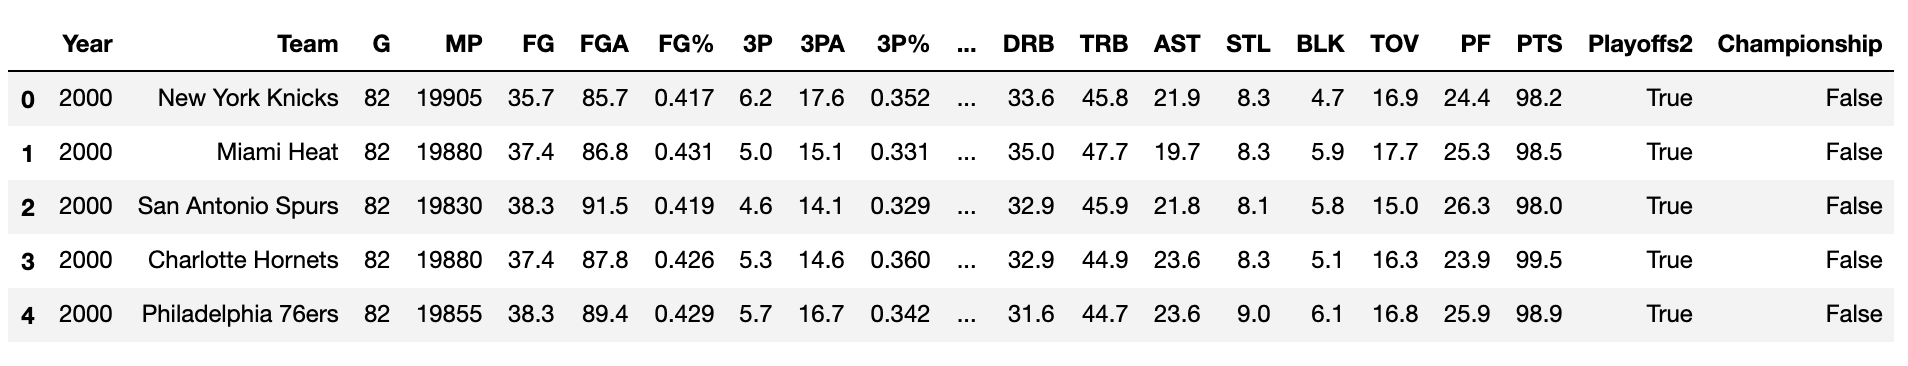 Year Team G MP FG FGA FG% 3P 3PA 3P% ... DRB TRB AST STL BLK TOV PF PTS Playoffs2 Championship
0 2000 New York Knicks 82 19905 35.7 85.7 0.417 6.2 17.6 0.352 ... 33.6 45.8 21.9 8.3 4.7 16.9 24.4 98.2 True False
1 2000 Miami Heat 82 19880 37.4 86.8 0.431 5.0 15.1 0.331 ... 35.0 47.7 19.7 8.3 5.9 17.7 25.3 98.5 True False
2 2000 San Antonio Spurs 82 19830 38.3 91.5 0.419 4.6 14.1 0.329 ... 32.9 45.9 21.8 8.1 5.8 15.0 26.3 98.0 True False
3 2000 Charlotte Hornets 82 19880 37.4 87.8 0.426 5.3 14.6 0.360 ... 32.9 44.9 23.6 8.3 5.1 16.3 23.9 99.5 True False
4 2000 Philadelphia 76ers 82 19855 38.3 89.4 0.429 5.7 16.7 0.342 ... 31.6 44.7 23.6 9.0 6.1 16.8 25.9 98.9 True False